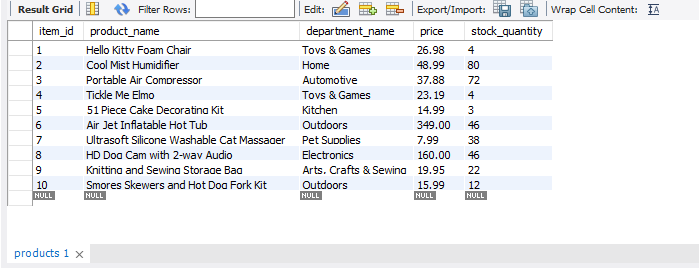 Result Grid Filter Rows: Edit: Export/Import: Wrap Cell Content:
item_id product_name department_name price stock_quantity
1 Hello Kitty Foam Chair Toys & Games 26.98 4
2 Cool Mist Humidifier Home 48.99 80
3 Portable Air Compressor Automotive 37.88 72
4 Tickle Me Elmo Toys & Games 23.19 4
5 51 Piece Cake Decorating Kit Kitchen 14.99 3
6 Air Jet Inflatable Hot Tub Outdoors 349.00 46
7 Ultrasoft Silicone Washable Cat Massager Pet Supplies 7.99 38
8 HD Dog Cam with 2-way Audio Electronics 160.00 46
9 Knitting and Sewing Storage Bag Arts, Crafts & Sewing 19.95 22
10 Smores Skewers and Hot Dog Fork Kit Outdoors 15.99 12
NULL NULL NULL NULL NULL
products 1